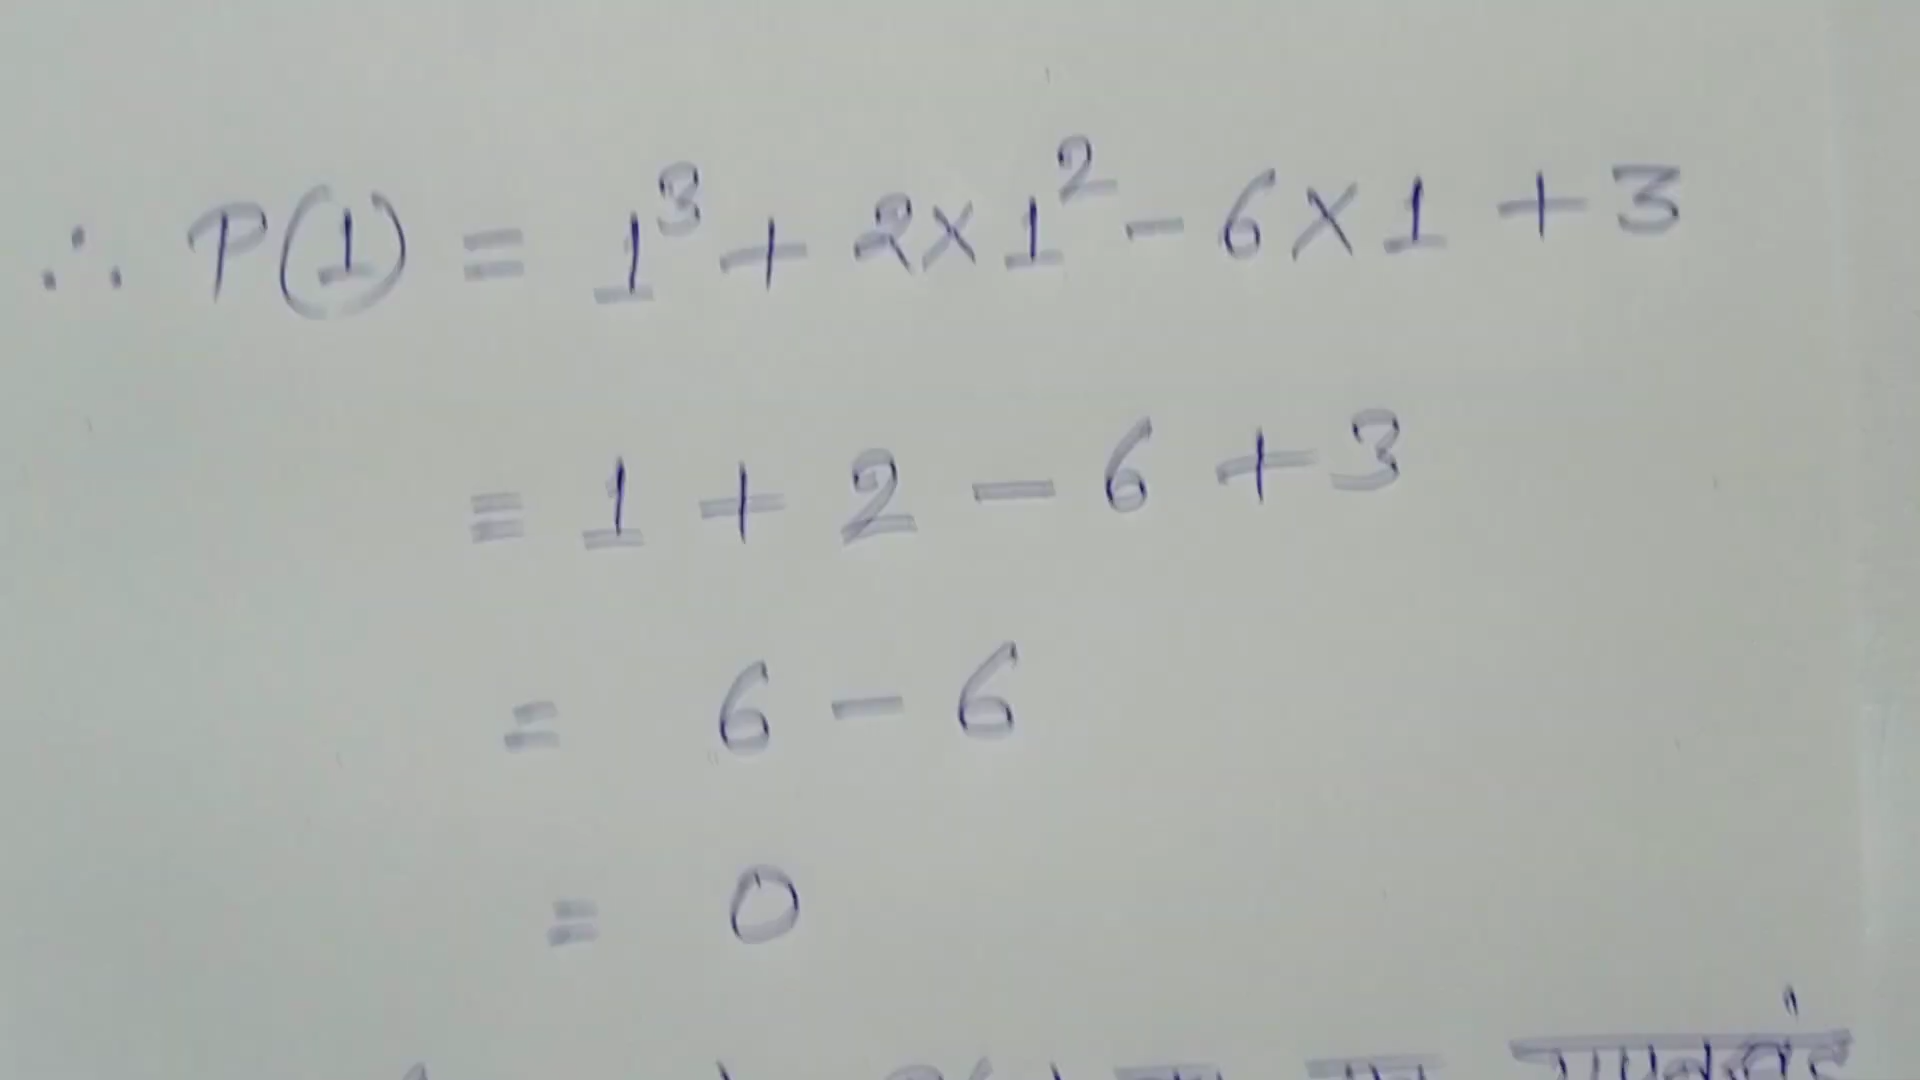 ∴ P(1) = 1³ + 2×1² - 6×1 + 3
= 1 + 2 - 6 + 3
= 6 - 6
= 0